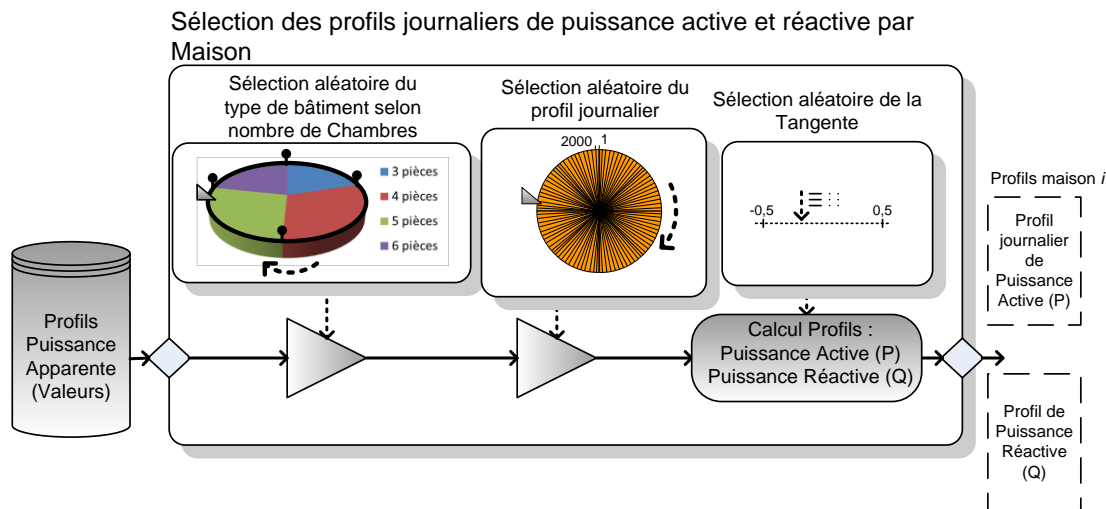 Sélection des profils journaliers de puissance active et réactive par
Maison
Sélection aléatoire du
type de bâtiment selon
nombre de Chambres
3 pièces
4 pièces
5 pièces
6 pièces
Sélection aléatoire du
profil journalier
2000
1
Sélection aléatoire de la
Tangente
-0,5
0,5
Profils
Puissance
Apparente
(Valeurs)
Calcul Profils :
Puissance Active (P)
Puissance Réactive (Q)
Profils maison i
Profil
journalier
de
Puissance
Active (P)
Profil de
Puissance
Réactive
(Q)